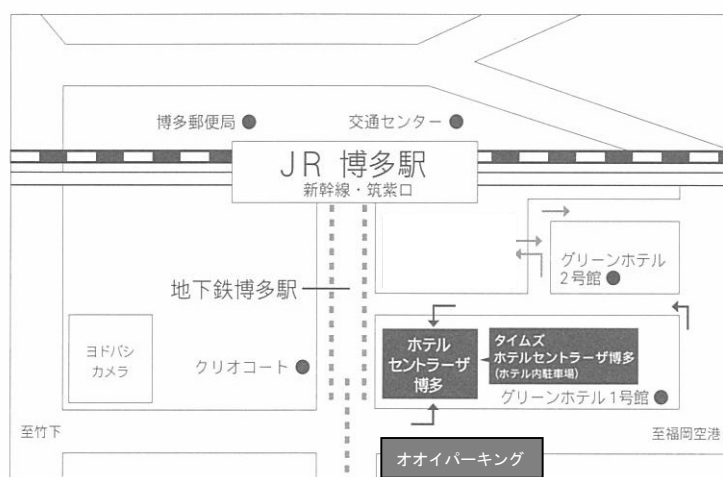 博多郵便局
交通センター
JR 博多駅
新幹線・筑紫口
グリーンホテル
2号館
地下鉄博多駅
ヨドバシ
カメラ
クリオコート
ホテル
セントラーザ
博多
タイムズ
ホテルセントラーザ博多
(ホテル内駐車場)
グリーンホテル1号館
至竹下
至福岡空港
オオイパーキング